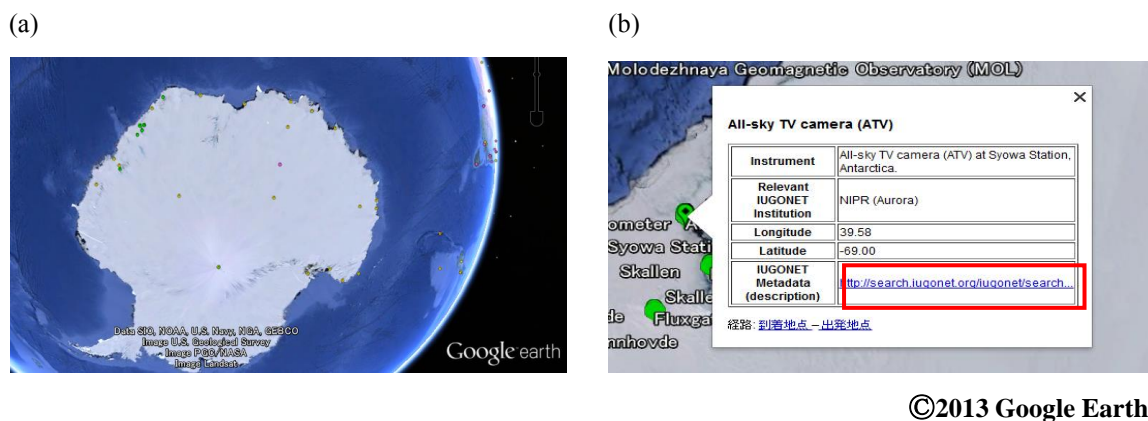 (a)
(b)
Data SIO, NOAA, U.S. Navy, NGA, GEBCO
Image U.S. Geological Survey
Image PGC/NASA
Image Landsat
Google earth
Molodezhnaya Geomagnetic Observatory (MOL)
All-sky TV camera (ATV)
Instrument
All-sky TV camera (ATV) at Syowa Station,
Antarctica.
Relevant
IUGONET
Institution
NIPR (Aurora)
Longitude
39.58
Latitude
-69.00
IUGONET
Metadata
(description)
http://search.iugonet.org/iugonet/search...
経路: 到着地点 – 出発地点
ometer A
Syowa Stati
Skallen
Skalle
Fluxga
nnhovde
©2013 Google Earth